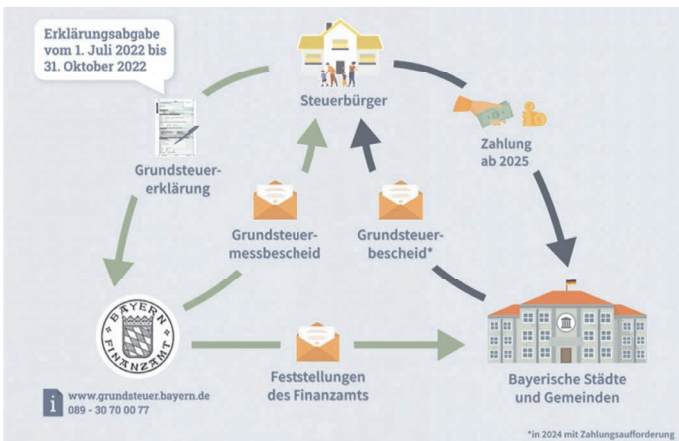 Erklärungsabgabe
vom 1. Juli 2022 bis
31. Oktober 2022
Steuerbürger
Grundsteuer-
erklärung
Zahlung
ab 2025
Grundsteuer-
messbescheid
Grundsteuer-
bescheid*
BAYERN
FINANZAMT
Feststellungen
des Finanzamts
Bayerische Städte
und Gemeinden
i
www.grundsteuer.bayern.de
089 - 30 70 00 77
*in 2024 mit Zahlungsaufforderung